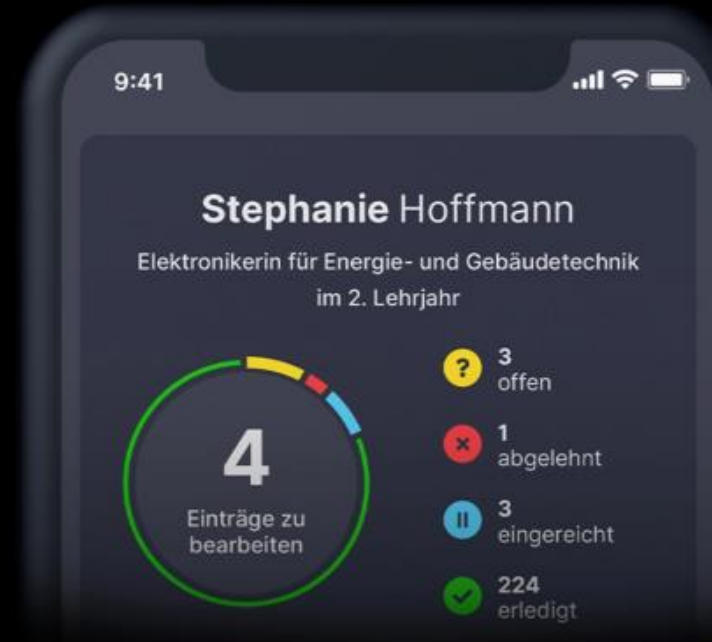 9:41
Stephanie Hoffmann
Elektronikerin für Energie- und Gebäudetechnik
im 2. Lehrjahr
4
Einträge zu
bearbeiten
3
offen
1
abgelehnt
3
eingereicht
224
erledigt